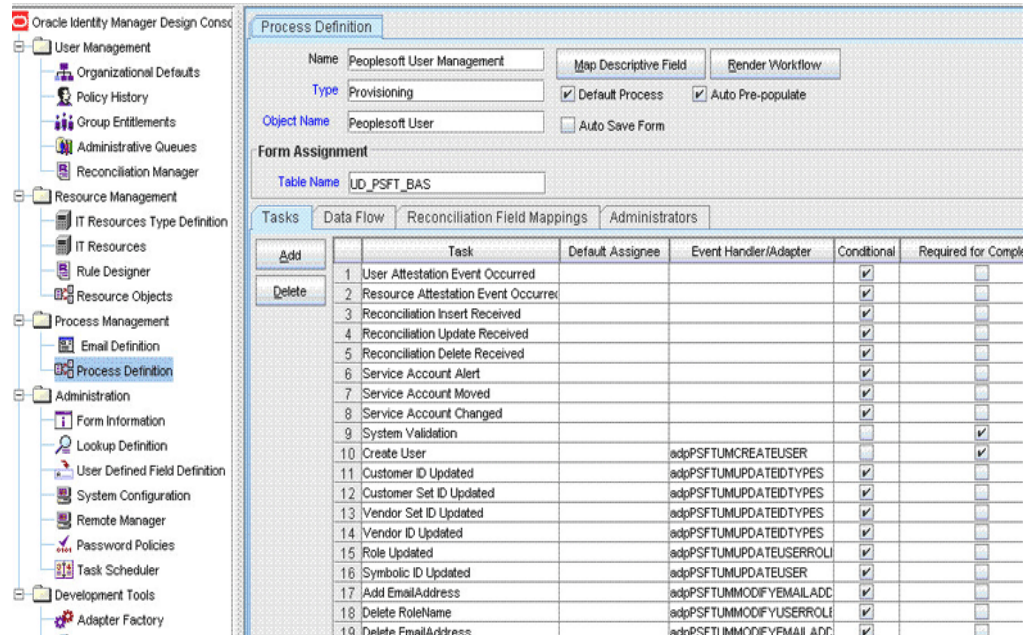 Oracle Identity Manager Design Conso
User Management
Organizational Defaults
Policy History
Group Entitlements
Administrative Queues
Reconciliation Manager
Resource Management
IT Resources Type Definition
IT Resources
Rule Designer
Resource Objects
Process Management
Email Definition
Process Definition
Administration
Form Information
Lookup Definition
User Defined Field Definition
System Configuration
Remote Manager
Password Policies
Task Scheduler
Development Tools
Adapter Factory
Process Definition
Name Peoplesoft User Management Map Descriptive Field Render Workflow
Type Provisioning Default Process Auto Pre-populate
Object Name Peoplesoft User Auto Save Form
Form Assignment
Table Name UD_PSFT_BAS
Tasks Data Flow Reconciliation Field Mappings Administrators
Add
Delete
Task Default Assignee Event Handler/Adapter Conditional Required for Comple
1 User Attestation Event Occurred
2 Resource Attestation Event Occurred
3 Reconciliation Insert Received
4 Reconciliation Update Received
5 Reconciliation Delete Received
6 Service Account Alert
7 Service Account Moved
8 Service Account Changed
9 System Validation
10 Create User adpPSFTUMCREATEUSER
11 Customer ID Updated adpPSFTUMUPDATEIDTYPES
12 Customer Set ID Updated adpPSFTUMUPDATEIDTYPES
13 Vendor Set ID Updated adpPSFTUMUPDATEIDTYPES
14 Vendor ID Updated adpPSFTUMUPDATEIDTYPES
15 Role Updated adpPSFTUMUPDATEUSERROLI
16 Symbolic ID Updated adpPSFTUMUPDATEUSER
17 Add EmailAddress adpPSFTUMMODIFYEMAILADD
18 Delete RoleName adpPSFTUMMODIFYUSERROLE
19 Delete EmailAddress adpPSFTUMMODIFYEMAILADD